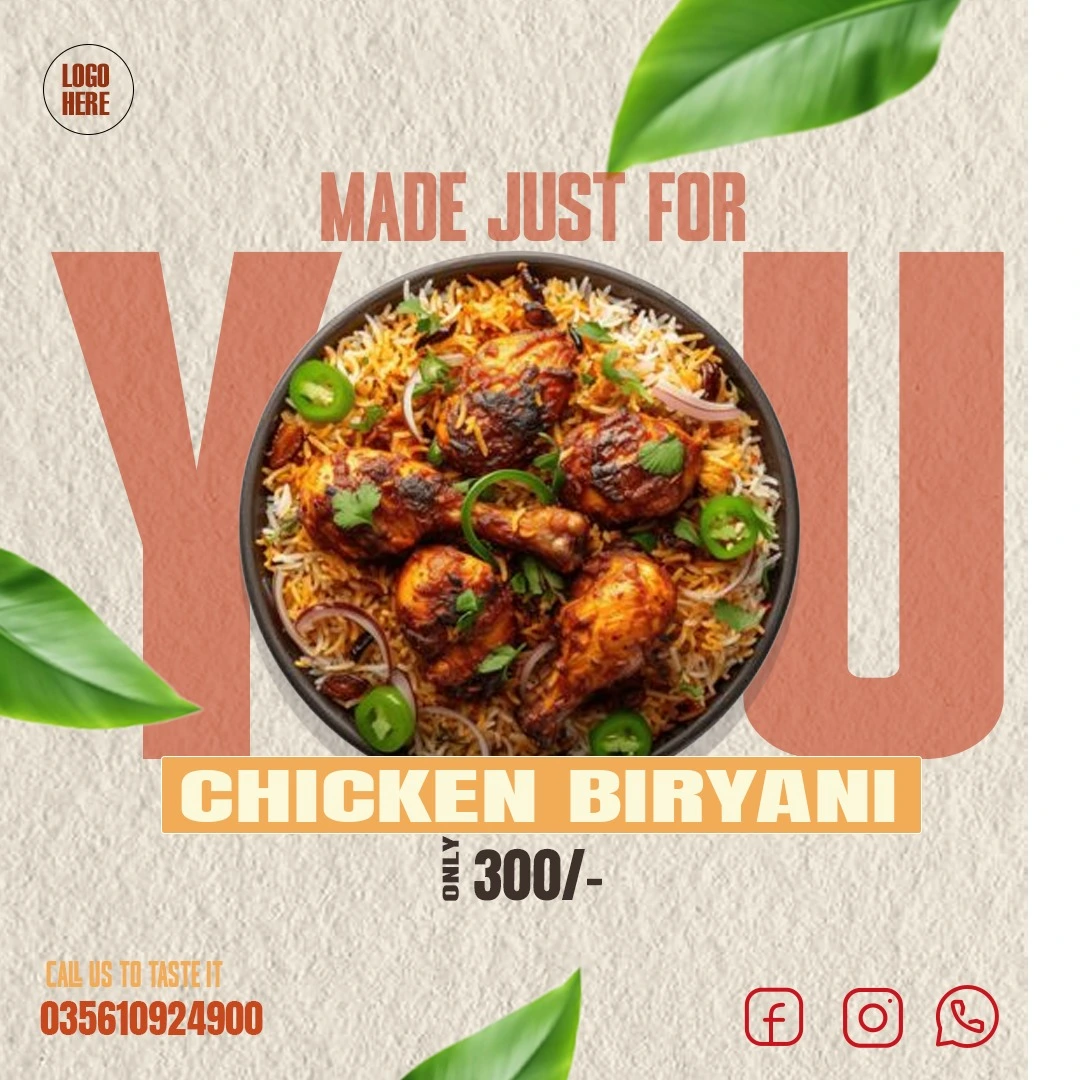 LOGO
HERE
MADE JUST FOR
YOU
CHICKEN BIRYANI
ONLY
300/-
CALL US TO TASTE IT
035610924900